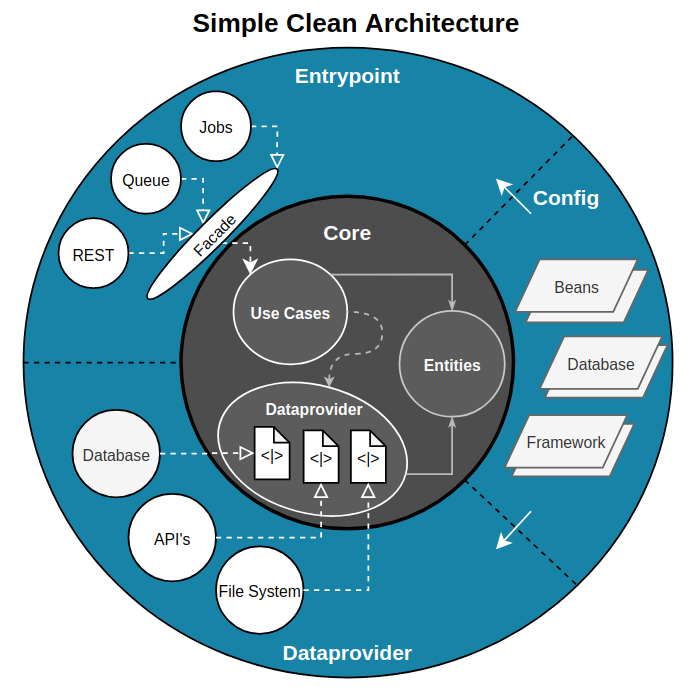 Simple Clean Architecture
Entrypoint
Jobs
Queue
REST
Facade
Config
Core
Use Cases
Entities
Beans
Database
Framework
Dataprovider
<|>
<|>
<|>
Database
API's
File System
Dataprovider